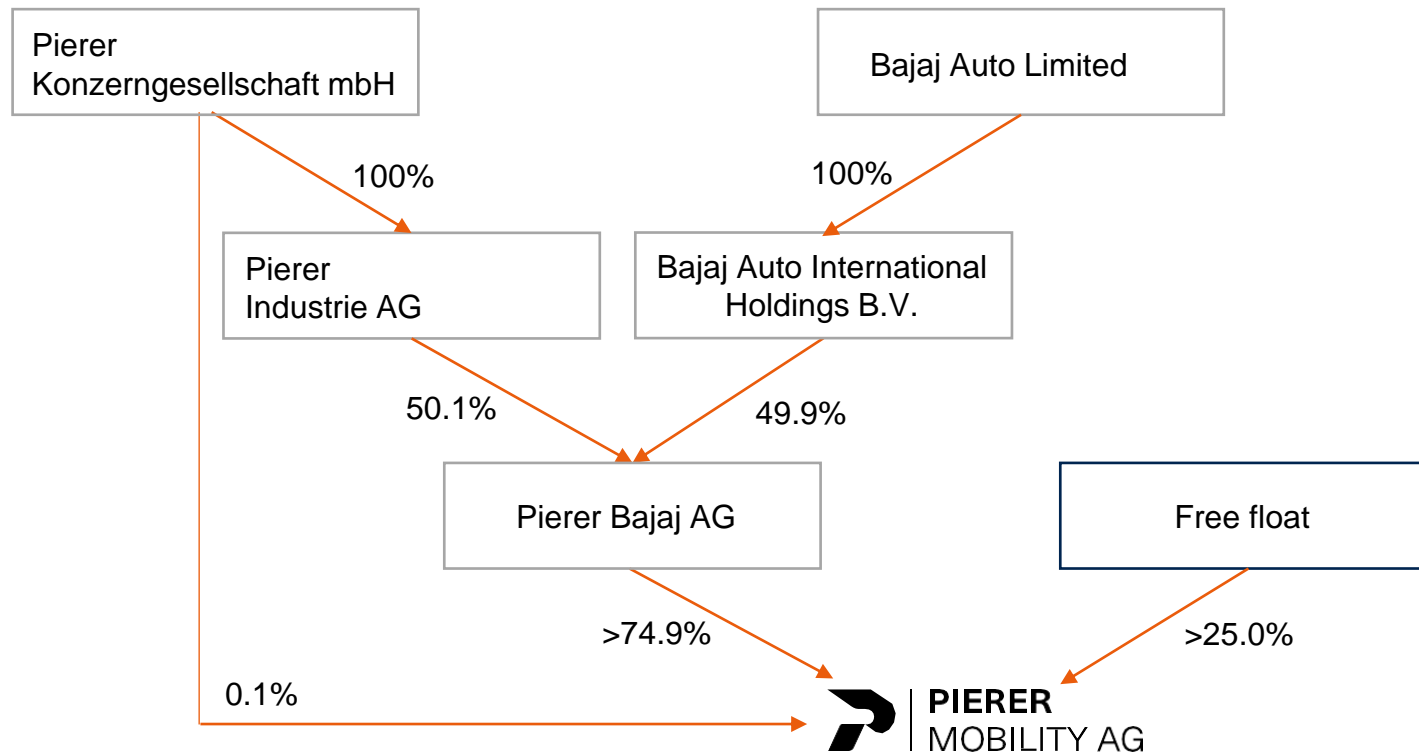 Pierer
Konzerngesellschaft mbH
Bajaj Auto Limited
100%
100%
Pierer
Industrie AG
Bajaj Auto International
Holdings B.V.
50.1%
49.9%
Pierer Bajaj AG
Free float
>74.9%
>25.0%
0.1%
PIERER
MOBILITY AG